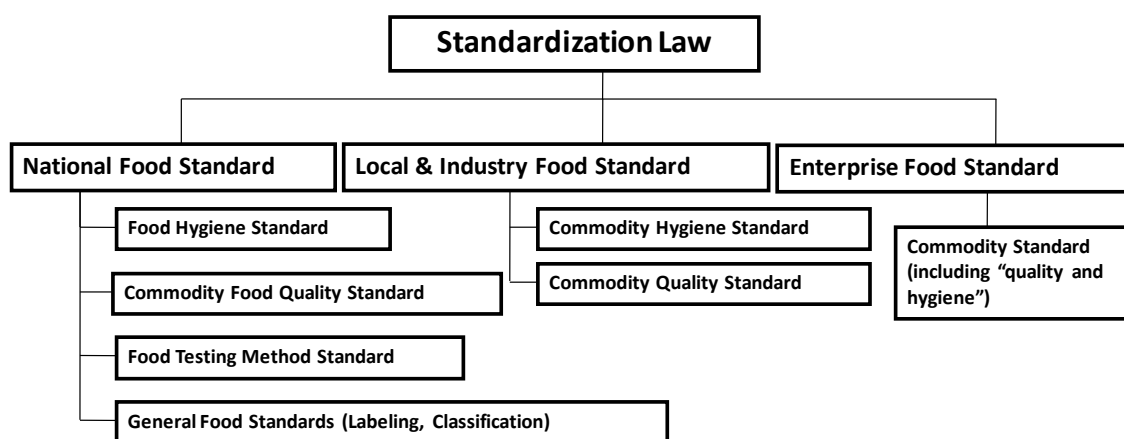 Standardization Law
National Food Standard
Local & Industry Food Standard
Enterprise Food Standard
Food Hygiene Standard
Commodity Food Quality Standard
Food Testing Method Standard
General Food Standards (Labeling, Classification)
Commodity Hygiene Standard
Commodity Quality Standard
Commodity Standard
(including “quality and
hygiene”)